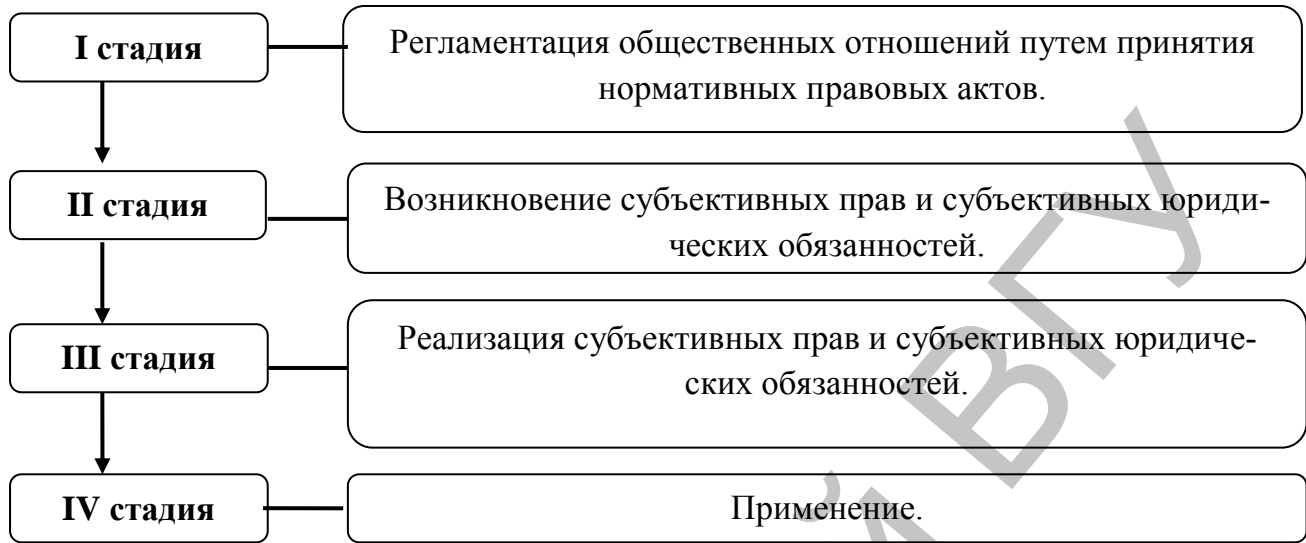 I стадия
Регламентация общественных отношений путем принятия
нормативных правовых актов.
II стадия
Возникновение субъективных прав и субъективных юриди-
ческих обязанностей.
III стадия
Реализация субъективных прав и субъективных юридиче-
ских обязанностей.
IV стадия
Применение.
Й ВГУ